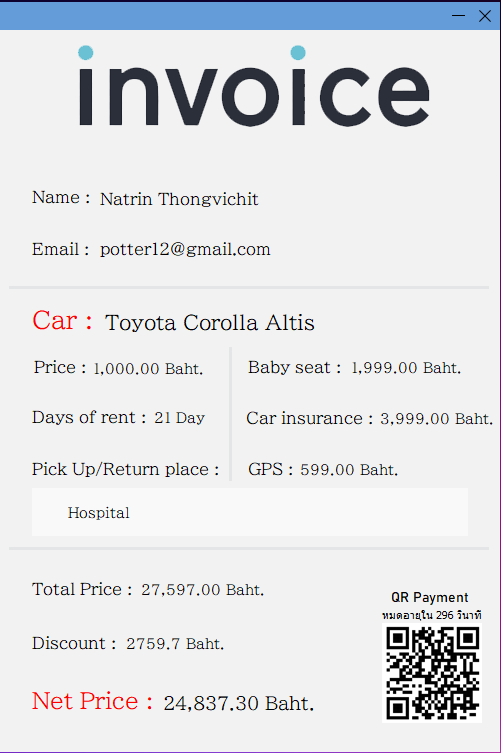 invoice
Name : Natrin Thongvichit
Email : potter12@gmail.com
Car : Toyota Corolla Altis
Price : 1,000.00 Baht.
Baby seat : 1,999.00 Baht.
Days of rent : 21 Day
Car insurance : 3,999.00 Baht.
Pick Up/Return place :
GPS : 599.00 Baht.
Hospital
Total Price : 27,597.00 Baht.
QR Payment
หมดอายุใน 296 วินาที
Discount : 2759.7 Baht.
Net Price : 24,837.30 Baht.